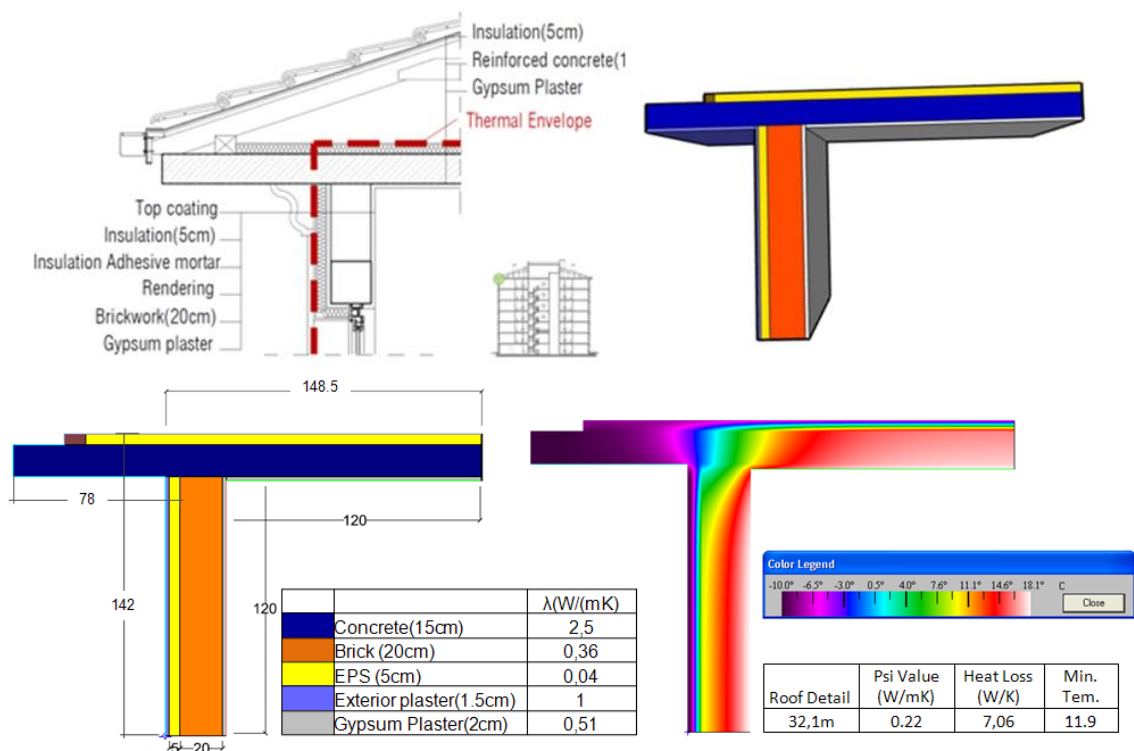 Insulation(5cm)
Reinforced concrete(1
Gypsum Plaster
Thermal Envelope
Top coating
Insulation(5cm)
Insulation Adhesive mortar
Rendering
Brickwork(20cm)
Gypsum plaster
148.5
78
120
142
120
5
20
λ(W/(mK)
Concrete(15cm) 2,5
Brick (20cm) 0,36
EPS (5cm) 0,04
Exterior plaster(1.5cm) 1
Gypsum Plaster(2cm) 0,51
Color Legend
-10.0° -6.5° -3.0° 0.5° 4.0° 7.6° 11.1° 14.6° 18.1° C
Close
Roof Detail Psi Value (W/mK) Heat Loss (W/K) Min. Tem.
32,1m 0.22 7,06 11.9